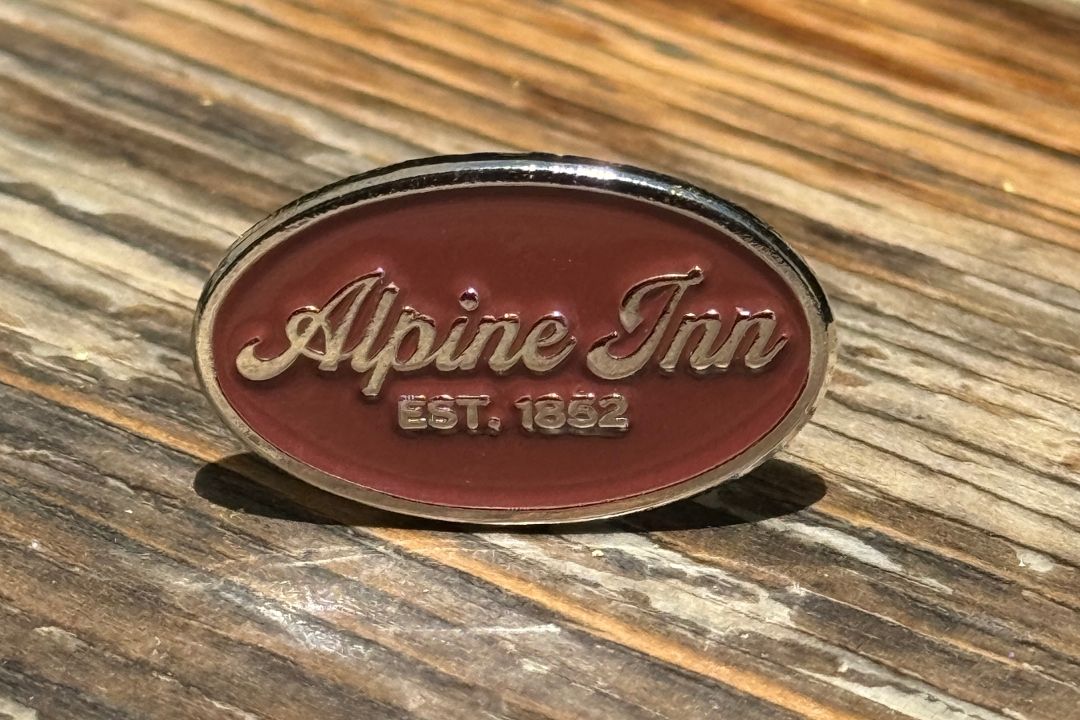 Alpine Inn
EST. 1852